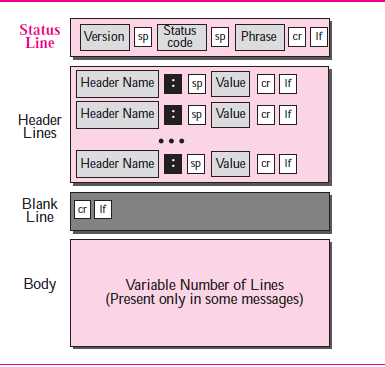 Status Line
Version sp Status code sp Phrase cr lf
Header Lines
Header Name : sp Value cr lf
Header Name : sp Value cr lf
•••
Header Name : sp Value cr lf
Blank Line
cr lf
Body
Variable Number of Lines
(Present only in some messages)